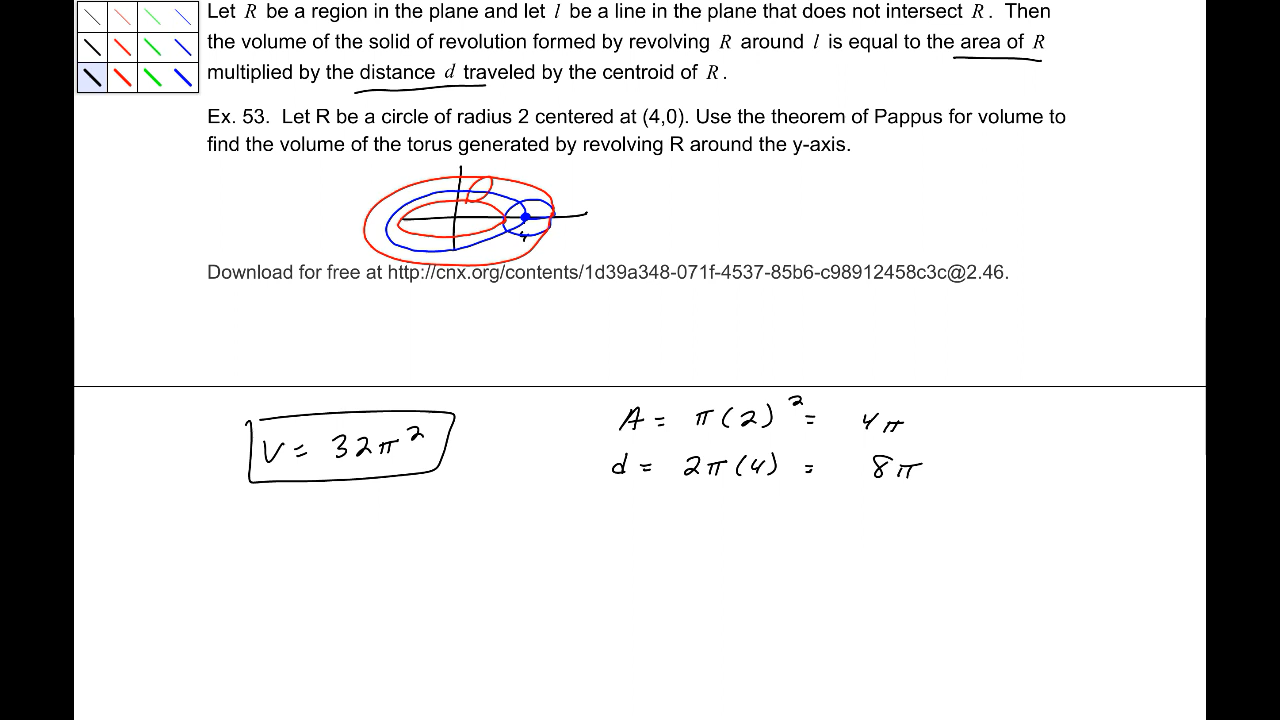 Let R be a region in the plane and let l be a line in the plane that does not intersect R. Then
the volume of the solid of revolution formed by revolving R around l is equal to the area of R
multiplied by the distance d traveled by the centroid of R.
Ex. 53. Let R be a circle of radius 2 centered at (4,0). Use the theorem of Pappus for volume to
find the volume of the torus generated by revolving R around the y-axis.
4
Download for free at http://cnx.org/contents/1d39a348-071f-4537-85b6-c98912458c3c@2.46.
V = 32π²
A = π(2)² = 4π
d = 2π(4) = 8π